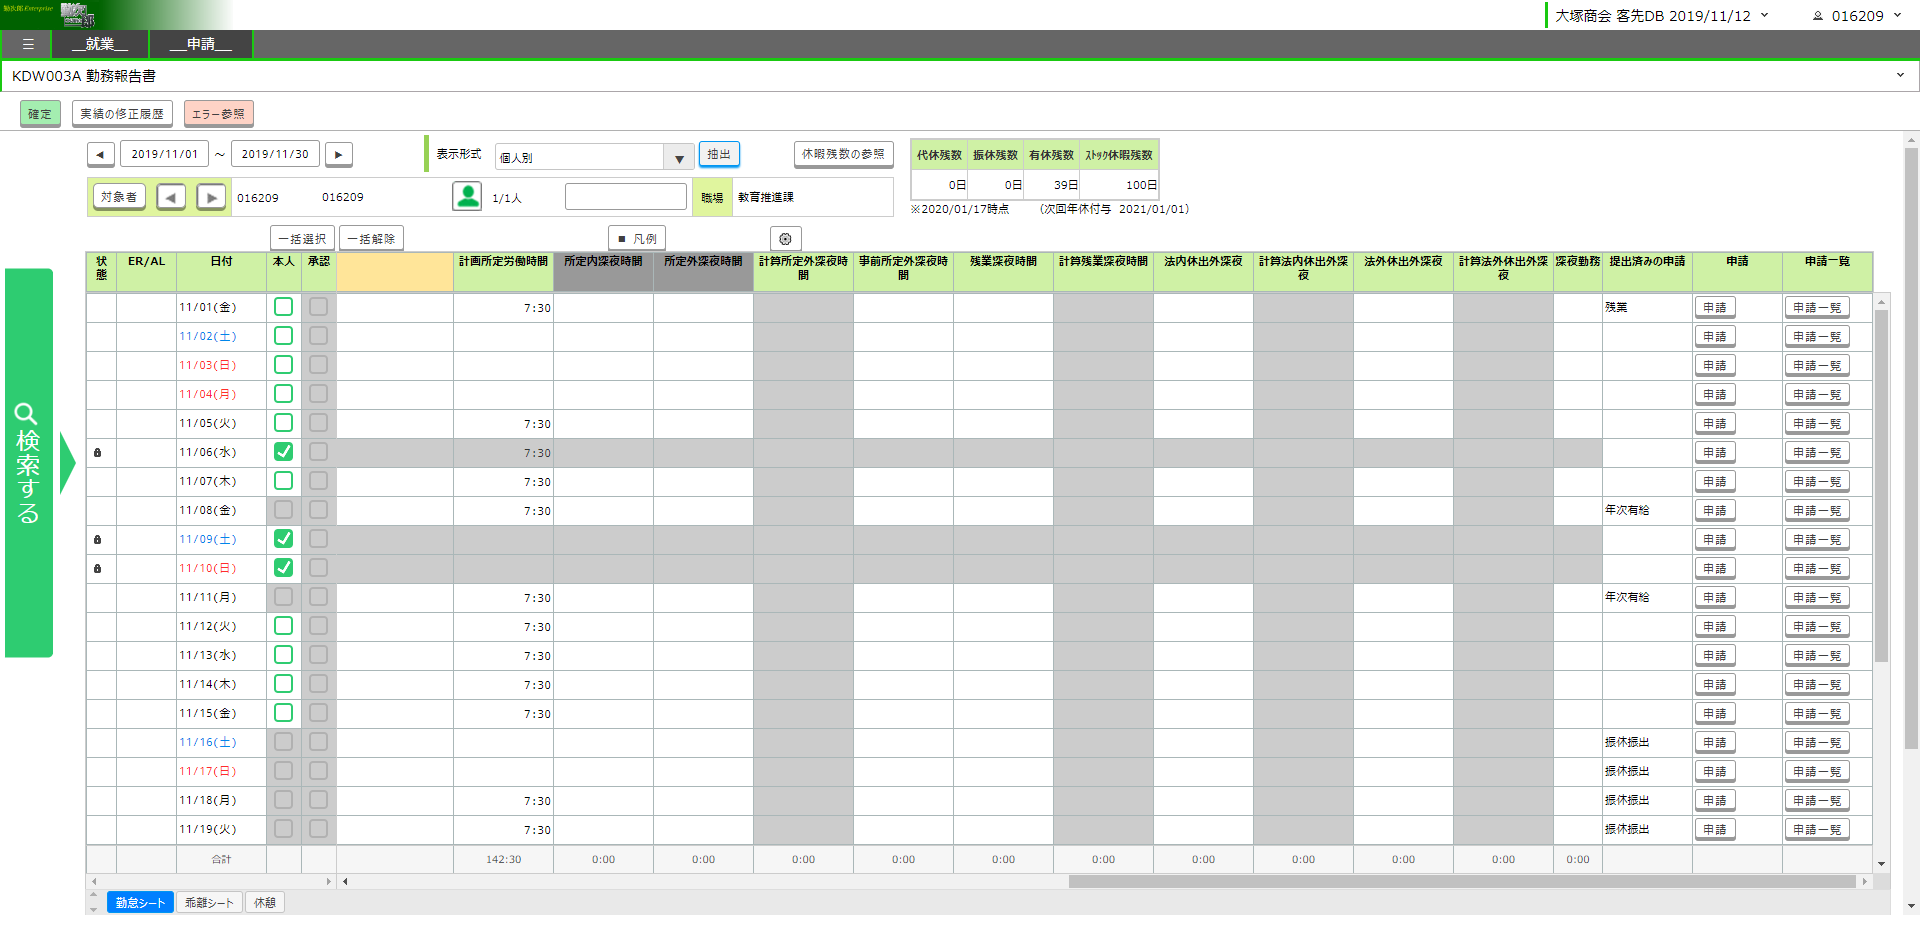 勤次郎Enterprise
大塚商会 客先DB 2019/11/12
016209
☰ __就業__ __申請__
KDW003A 勤務報告書
確定 実績の修正履歴 エラー参照
◀ 2019/11/01 ～ 2019/11/30 ▶ 表示形式 個人別 ▼ 抽出 休暇残数の参照
代休残数 振休残数 有休残数 ｽﾄｯｸ休暇残数
0日 0日 39日 100日
※2020/01/17時点 (次回年休付与 2021/01/01)
対象者 ◀ ▶ 016209 016209 1/1人 職場 教育推進課
一括選択 一括解除 ■ 凡例
検索する
状態 ER/AL 日付 本人 承認 計画所定労働時間 所定内深夜時間 所定外深夜時間 計算所定外深夜時間 事前所定外深夜時間 残業深夜時間 計算残業深夜時間 法内休出外深夜 計算法内休出外深夜 法外休出外深夜 計算法外休出外深夜 深夜勤務 提出済みの申請 申請 申請一覧
11/01(金) 7:30 残業 申請 申請一覧
11/02(土) 申請 申請一覧
11/03(日) 申請 申請一覧
11/04(月) 申請 申請一覧
11/05(火) 7:30 申請 申請一覧
11/06(水) 7:30 申請 申請一覧
11/07(木) 7:30 申請 申請一覧
11/08(金) 7:30 年次有給 申請 申請一覧
11/09(土) 申請 申請一覧
11/10(日) 申請 申請一覧
11/11(月) 7:30 年次有給 申請 申請一覧
11/12(火) 7:30 申請 申請一覧
11/13(水) 7:30 申請 申請一覧
11/14(木) 7:30 申請 申請一覧
11/15(金) 7:30 申請 申請一覧
11/16(土) 振休振出 申請 申請一覧
11/17(日) 振休振出 申請 申請一覧
11/18(月) 7:30 振休振出 申請 申請一覧
11/19(火) 7:30 振休振出 申請 申請一覧
合計 142:30 0:00 0:00 0:00 0:00 0:00 0:00 0:00 0:00 0:00 0:00 0:00
勤怠シート 乖離シート 休憩